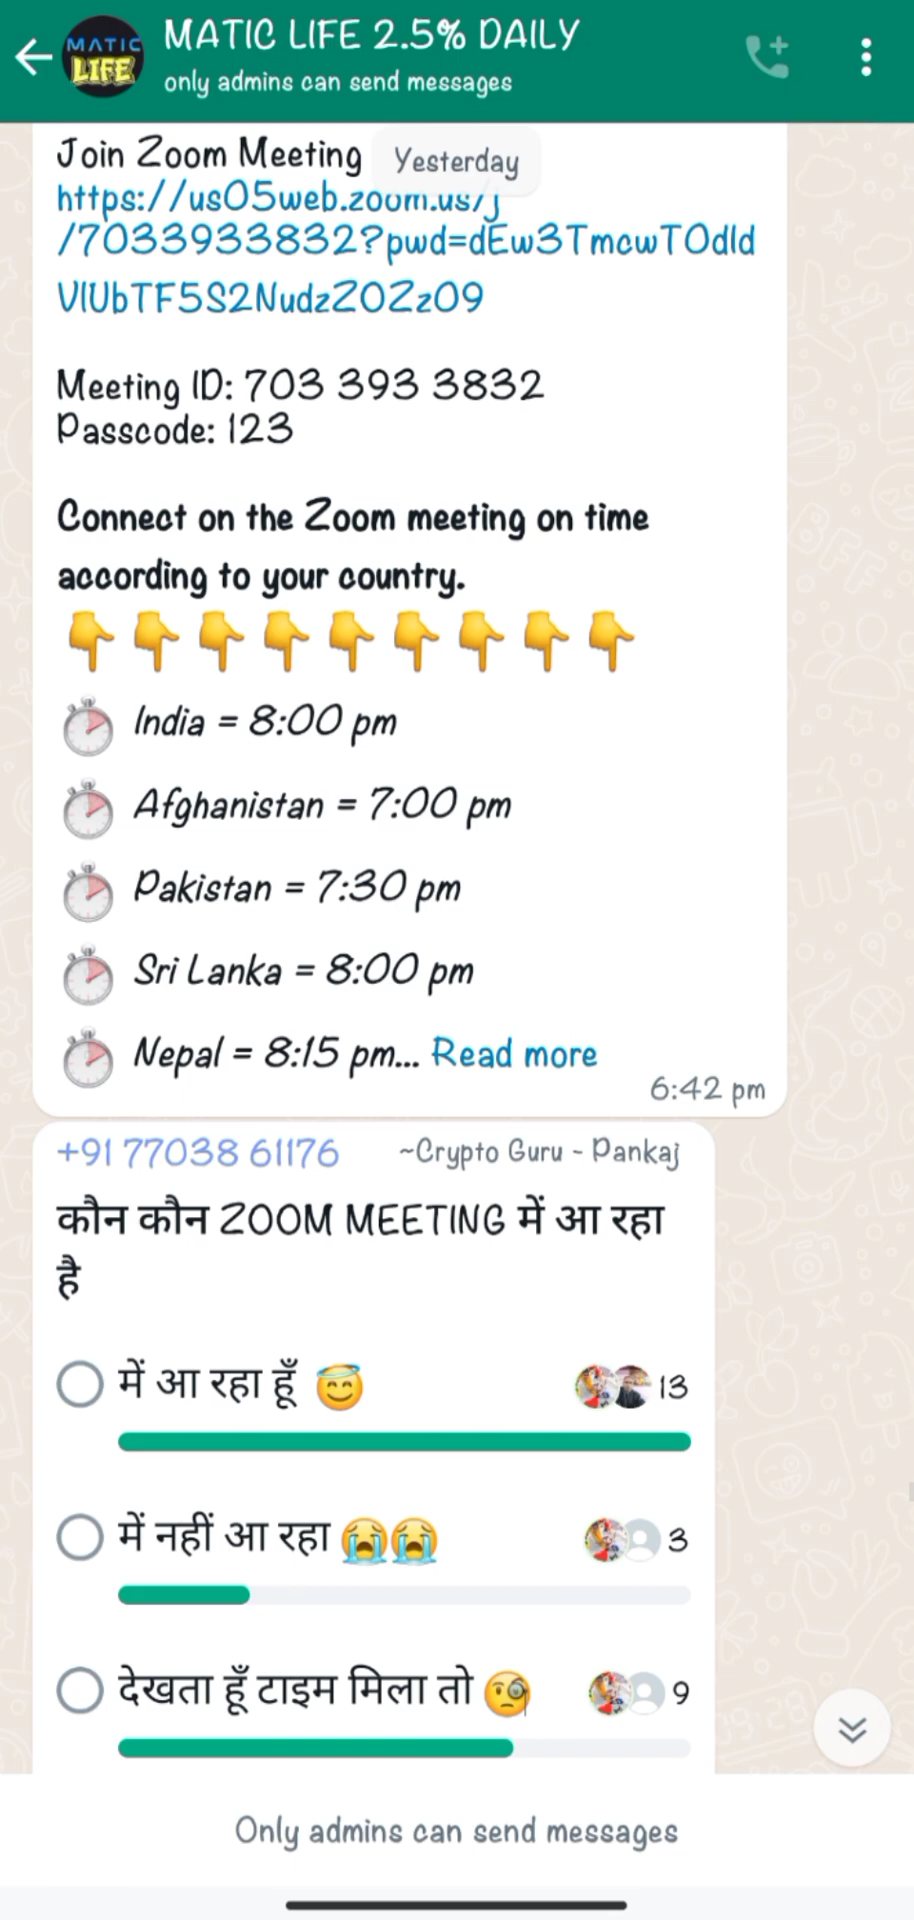 MATIC LIFE 2.5% DAILY
MATIC
LIFE
only admins can send messages
Join Zoom Meeting
Yesterday
https://us05web.zoom.us/j
/7033933832?pwd=dEw3TmcwT0dld
VlUbTF5S2NudzZOZz09
Meeting ID: 703 393 3832
Passcode: 123
Connect on the Zoom meeting on time
according to your country.
India = 8:00 pm
Afghanistan = 7:00 pm
Pakistan = 7:30 pm
Sri Lanka = 8:00 pm
Nepal = 8:15 pm... Read more
6:42 pm
+91 77038 61176 ~Crypto Guru - Pankaj
कौन कौन ZOOM MEETING में आ रहा
है
में आ रहा हूँ 😇 13
में नहीं आ रहा 😭😭 3
देखता हूँ टाइम मिला तो 🧐 9
Only admins can send messages